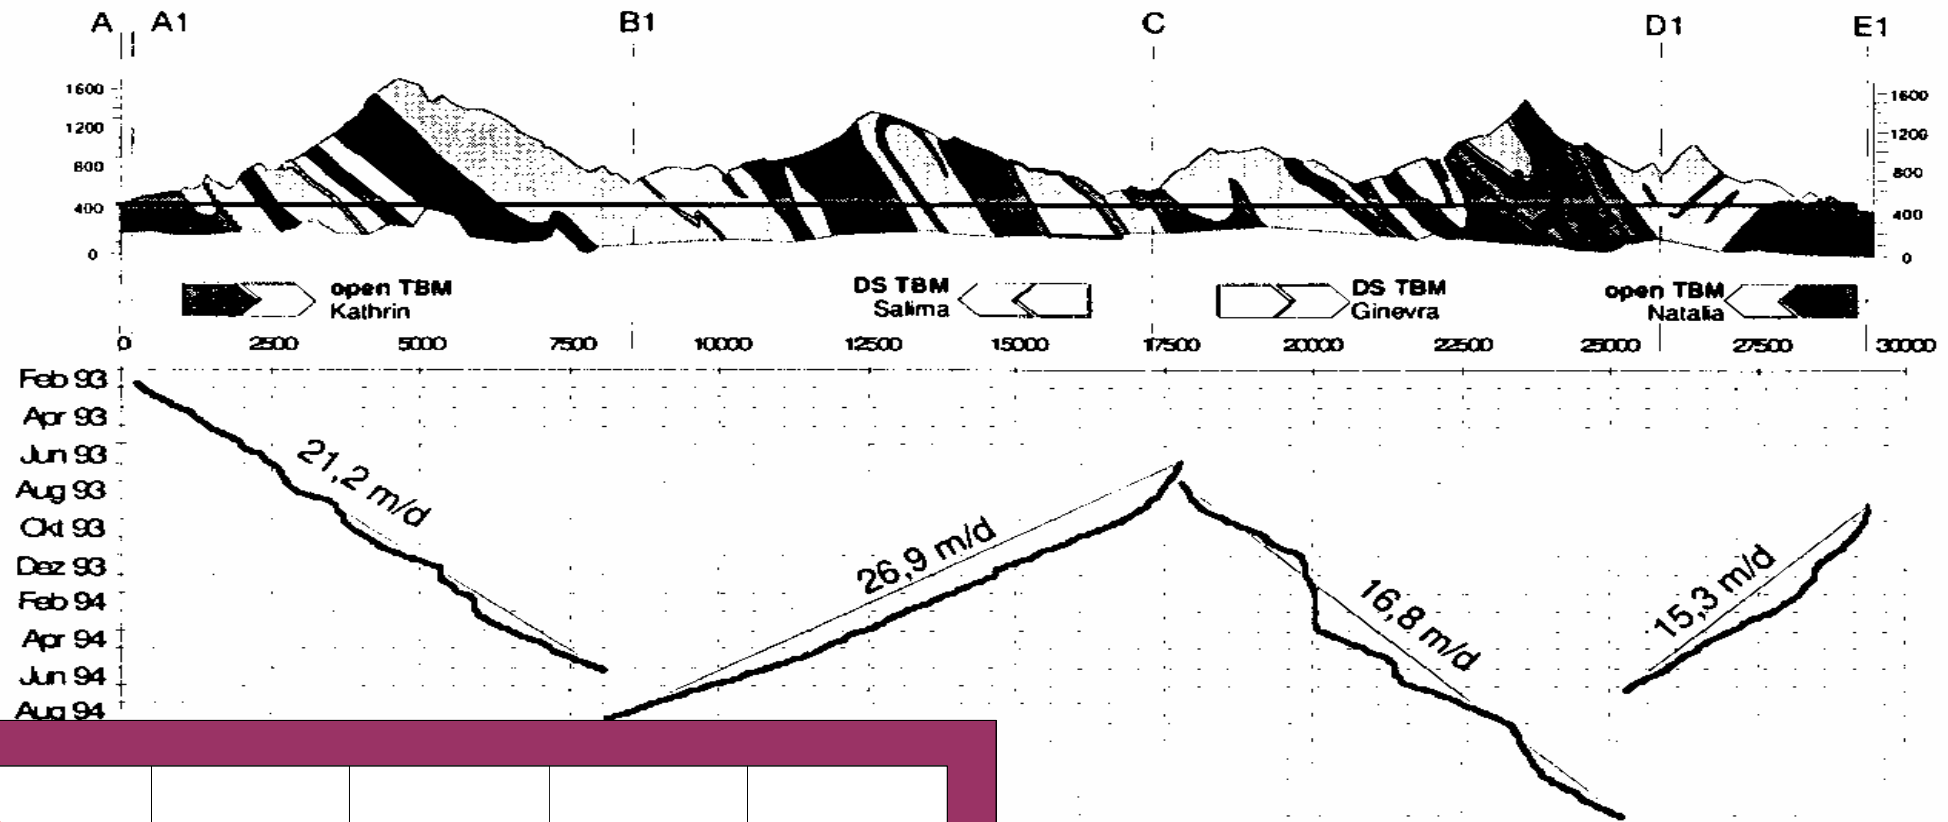 A A1 B1 C D1 E1
1600 1600
1200 1200
800 800
400 400
0 0
open TBM
Kathrin
DS TBM
Salima
DS TBM
Ginevra
open TBM
Natalia
0 2500 5000 7500 10000 12500 15000 17500 20000 22500 25000 27500 30000
Feb 93
Apr 93
Jun 93
Aug 93
Okt 93
Dez 93
Feb 94
Apr 94
Jun 94
Aug 94
21,2 m/d
26,9 m/d
16,8 m/d
15,3 m/d